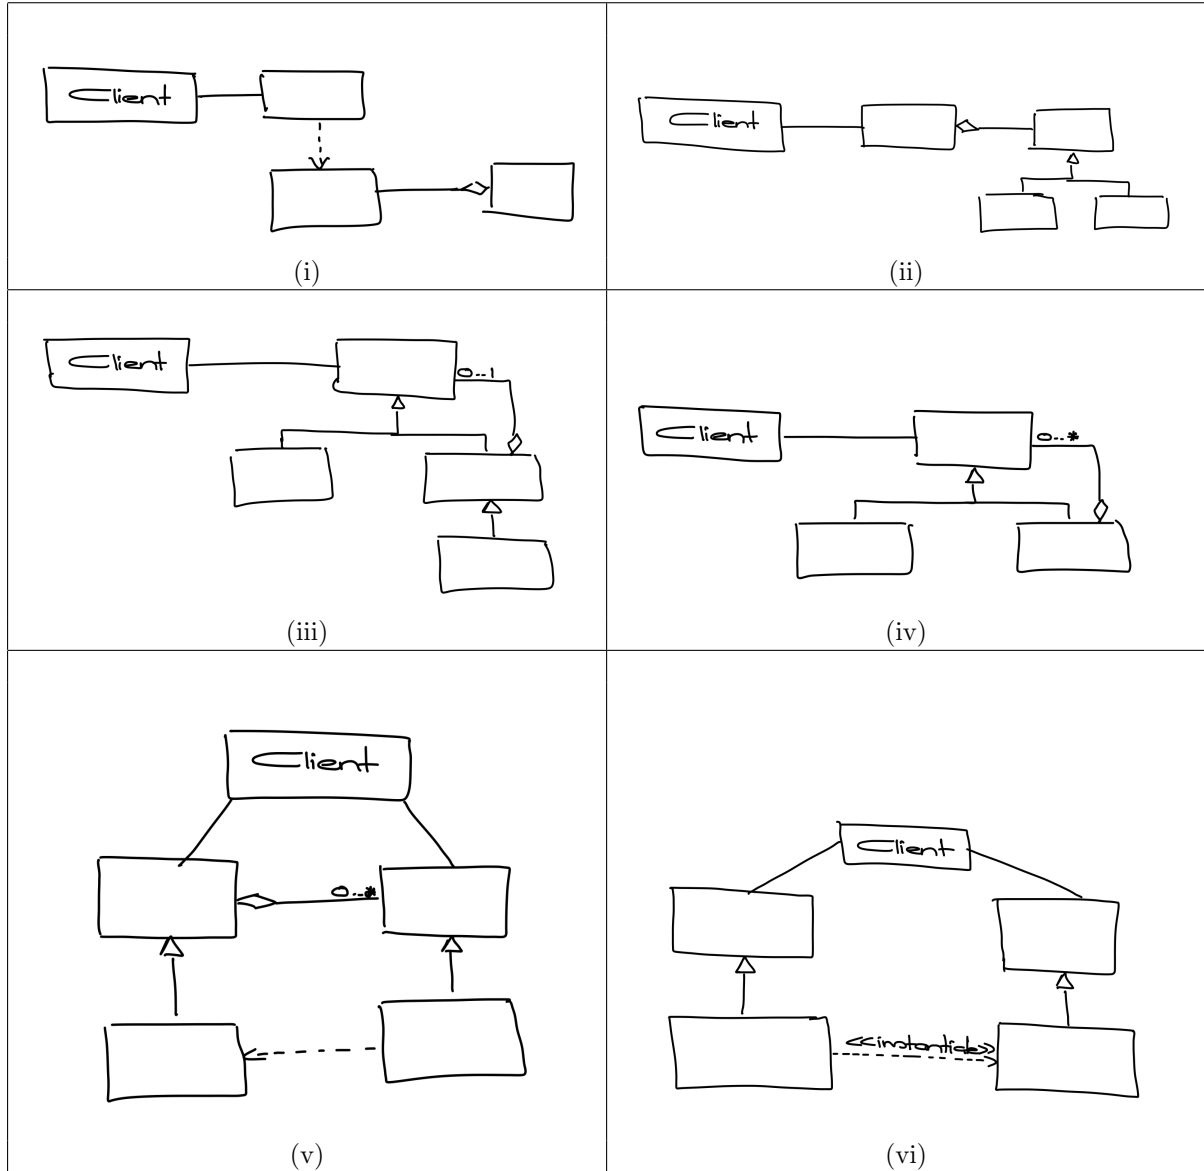 Client
(i)
Client
(ii)
Client
0..1
(iii)
Client
0..*
(iv)
Client
0..*
(v)
Client
<<instantiate>>
(vi)